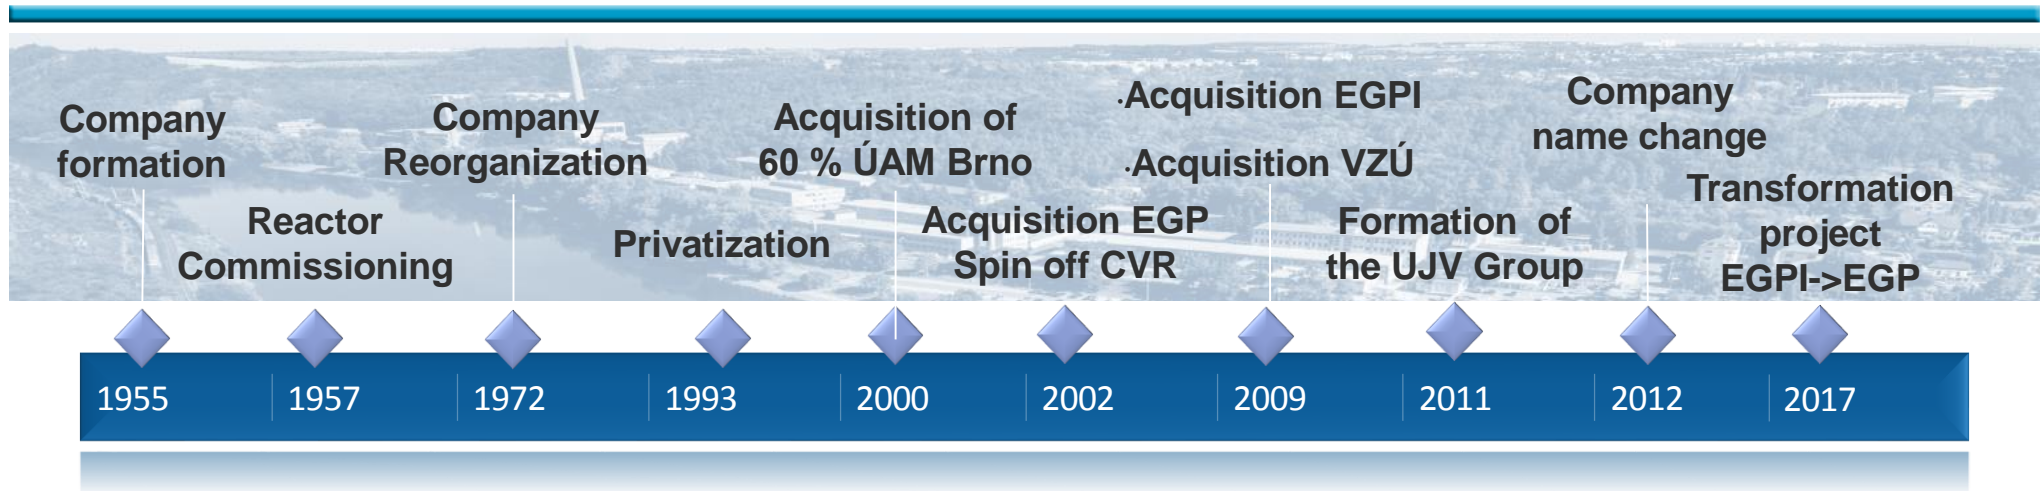 Company
formation
Reactor
Commissioning
Company
Reorganization
Privatization
Acquisition of
60 % ÚAM Brno
Acquisition EGP
Spin off CVR
·Acquisition EGPI
·Acquisition VZÚ
Formation of
the UJV Group
Company
name change
Transformation
project
EGPI->EGP
1955 1957 1972 1993 2000 2002 2009 2011 2012 2017